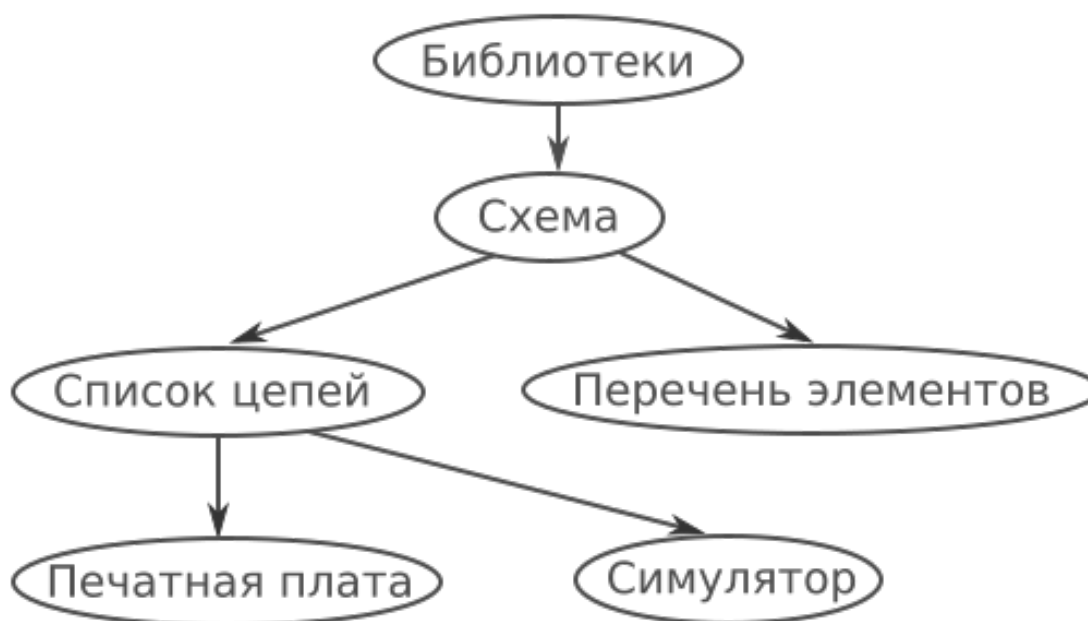 Библиотеки
Схема
Список цепей
Перечень элементов
Печатная плата
Симулятор